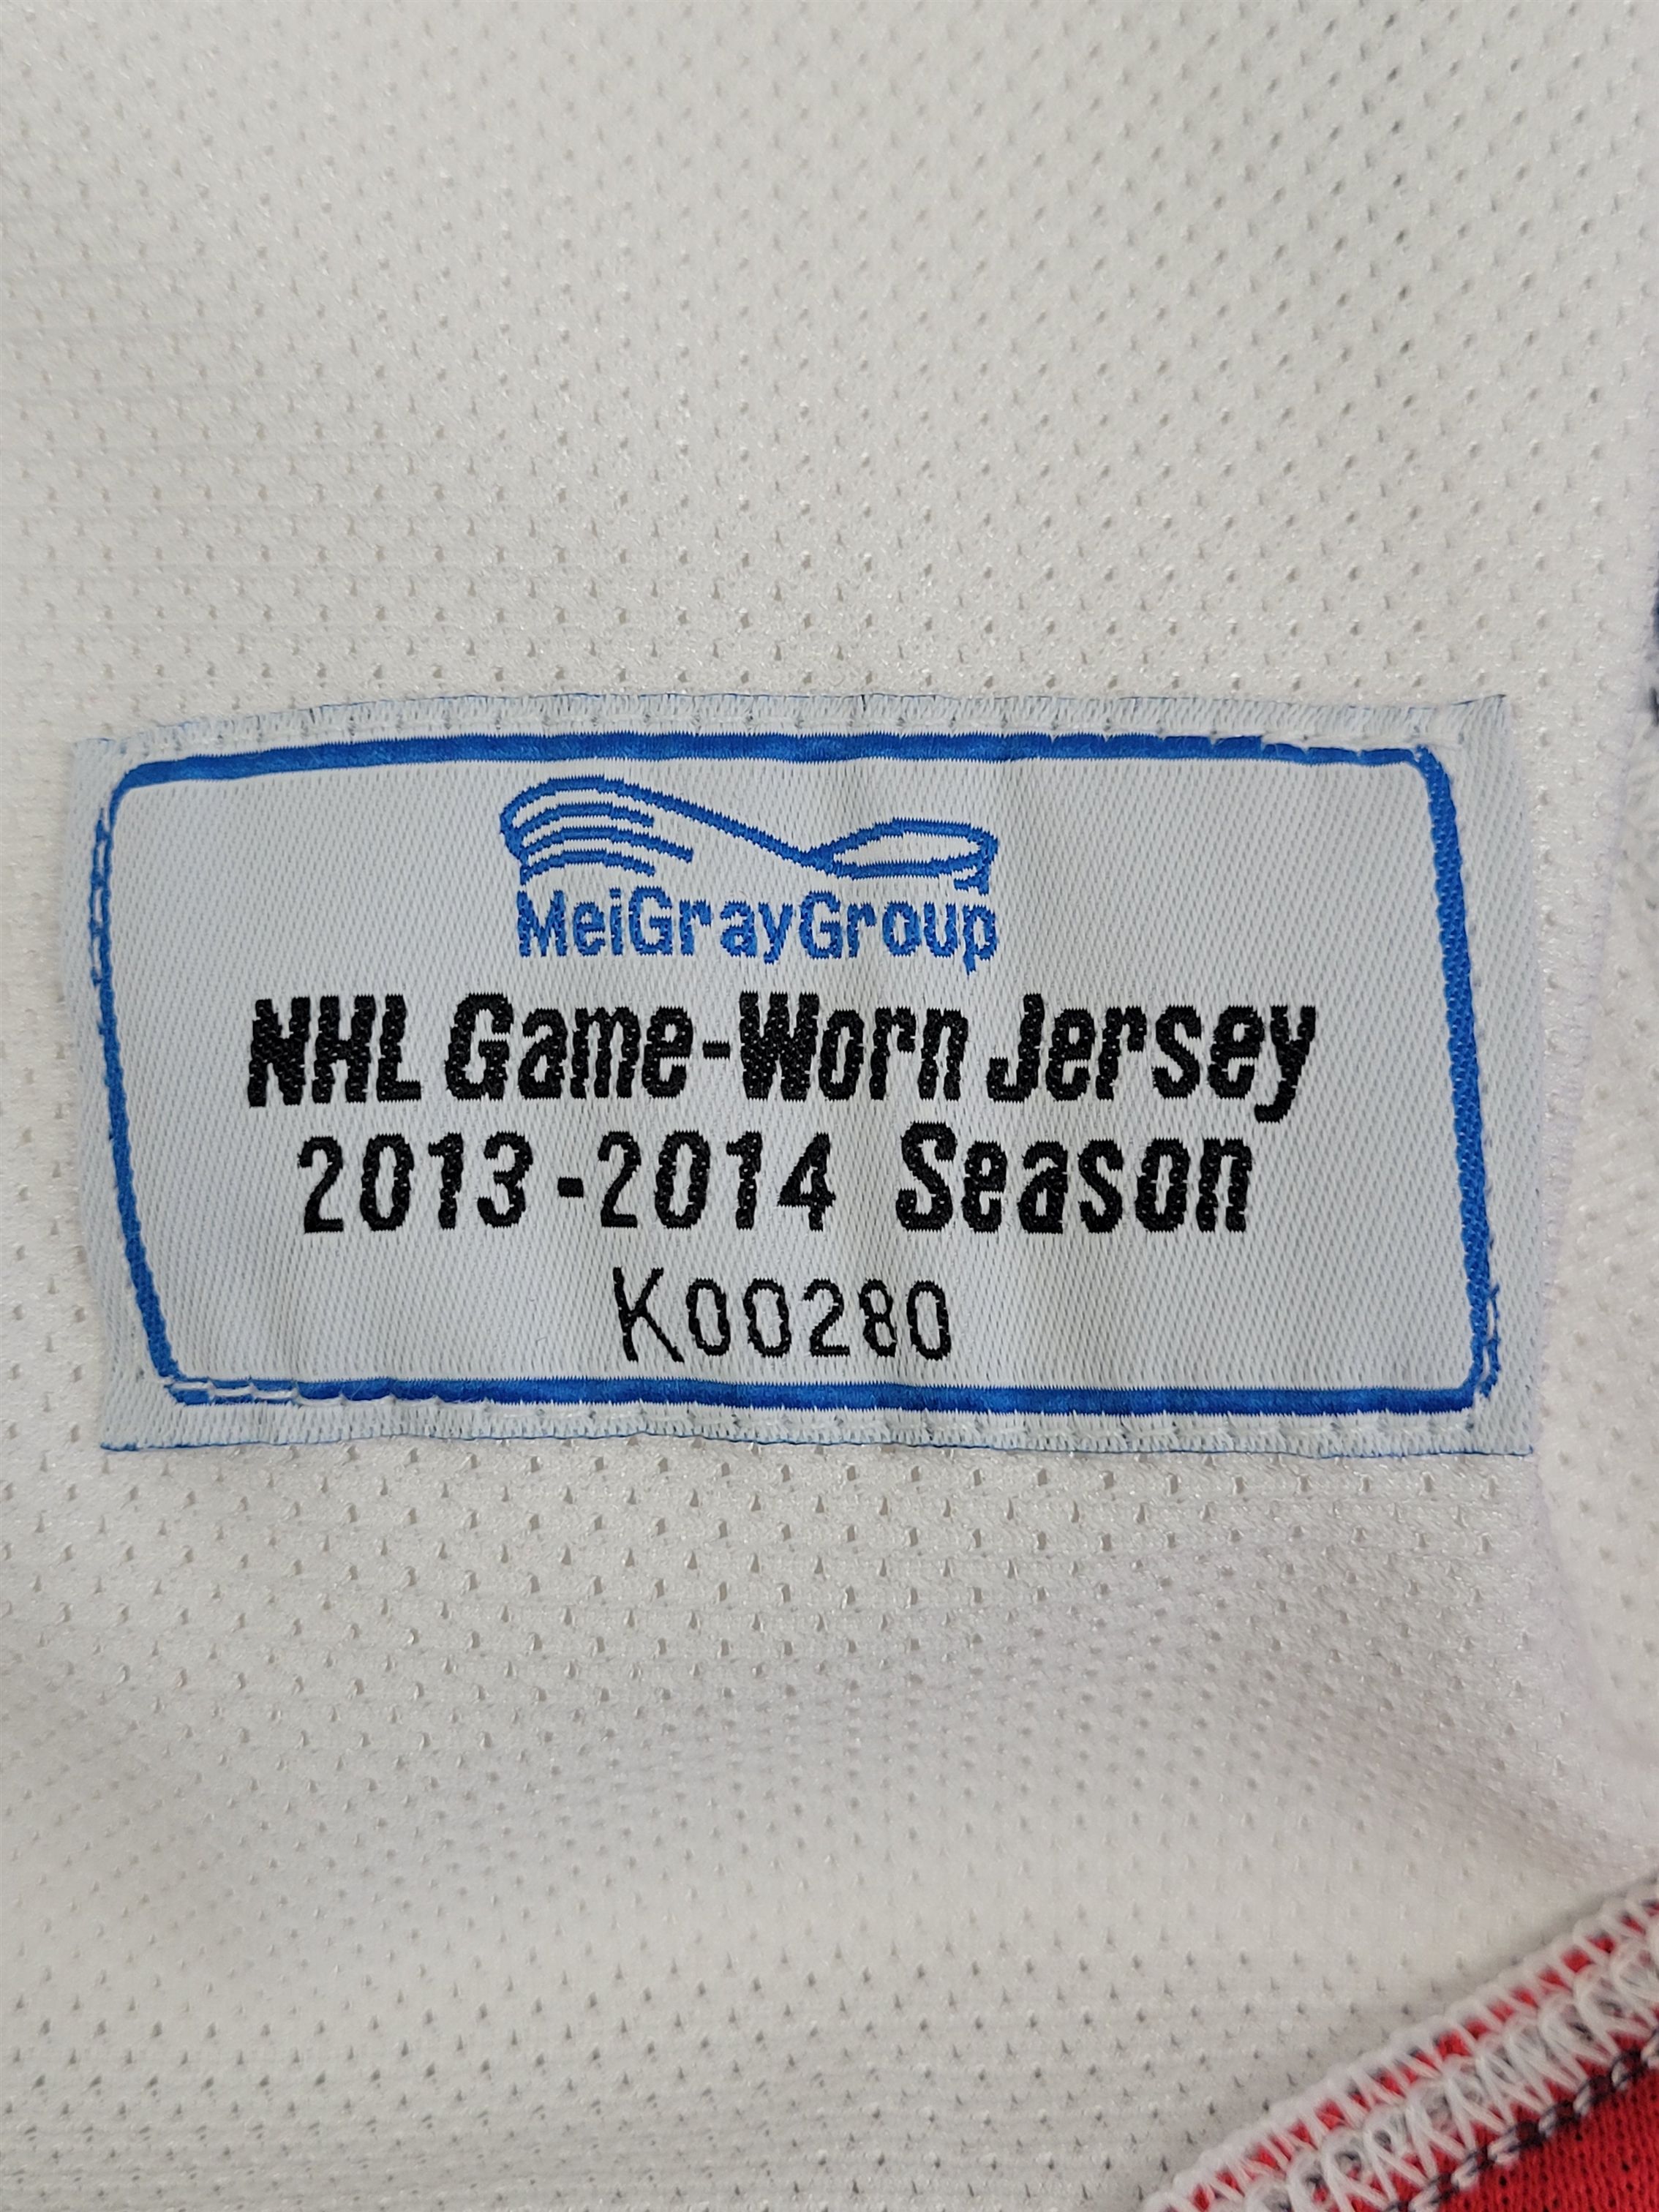 MeiGrayGroup
NHL Game-Worn Jersey
2013-2014 Season
K00280